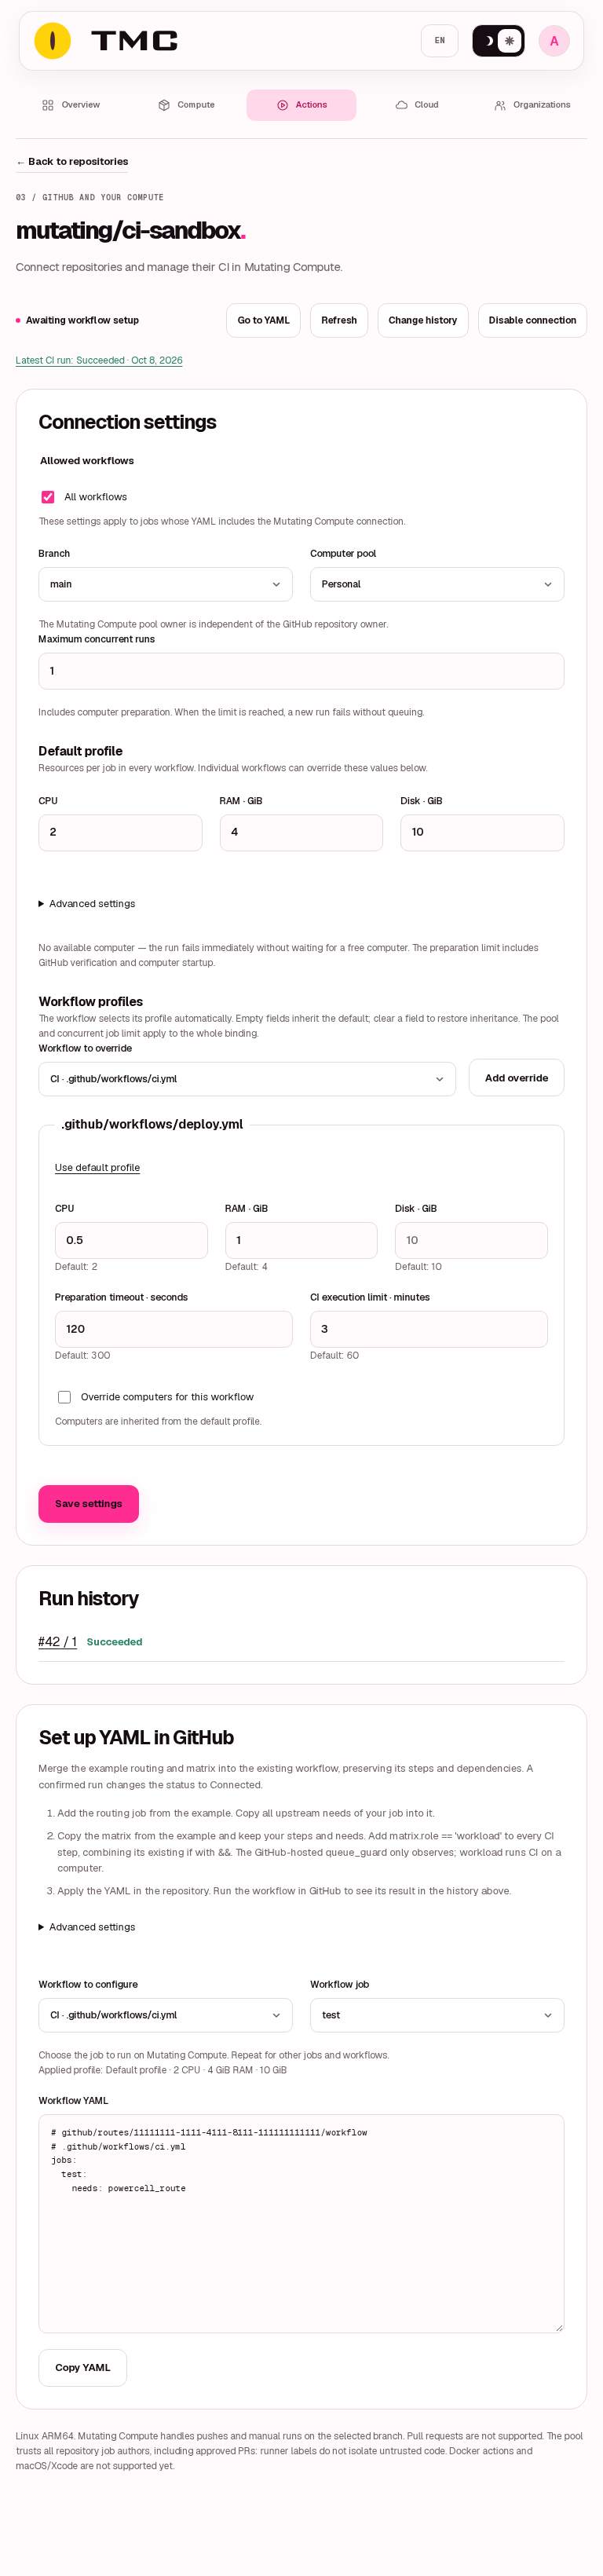 TMC
EN
A
Overview
Compute
Actions
Cloud
Organizations
← Back to repositories
03 / GITHUB AND YOUR COMPUTE
mutating/ci-sandbox.
Connect repositories and manage their CI in Mutating Compute.
Awaiting workflow setup
Go to YAML
Refresh
Change history
Disable connection
Latest CI run: Succeeded · Oct 8, 2026
Connection settings
Allowed workflows
All workflows
These settings apply to jobs whose YAML includes the Mutating Compute connection.
Branch
Computer pool
main
Personal
The Mutating Compute pool owner is independent of the GitHub repository owner.
Maximum concurrent runs
1
Includes computer preparation. When the limit is reached, a new run fails without queuing.
Default profile
Resources per job in every workflow. Individual workflows can override these values below.
CPU
RAM · GiB
Disk · GiB
2
4
10
Advanced settings
No available computer — the run fails immediately without waiting for a free computer. The preparation limit includes
GitHub verification and computer startup.
Workflow profiles
The workflow selects its profile automatically. Empty fields inherit the default; clear a field to restore inheritance. The pool
and concurrent job limit apply to the whole binding.
Workflow to override
CI · .github/workflows/ci.yml
Add override
.github/workflows/deploy.yml
Use default profile
CPU
RAM · GiB
Disk · GiB
0.5
1
10
Default: 2
Default: 4
Default: 10
Preparation timeout · seconds
CI execution limit · minutes
120
3
Default: 300
Default: 60
Override computers for this workflow
Computers are inherited from the default profile.
Save settings
Run history
#42 / 1
Succeeded
Set up YAML in GitHub
Merge the example routing and matrix into the existing workflow, preserving its steps and dependencies. A
confirmed run changes the status to Connected.
1. Add the routing job from the example. Copy all upstream needs of your job into it.
2. Copy the matrix from the example and keep your steps and needs. Add matrix.role == 'workload' to every CI
step, combining its existing if with &&. The GitHub-hosted queue_guard only observes; workload runs CI on a
computer.
3. Apply the YAML in the repository. Run the workflow in GitHub to see its result in the history above.
Advanced settings
Workflow to configure
Workflow job
CI · .github/workflows/ci.yml
test
Choose the job to run on Mutating Compute. Repeat for other jobs and workflows.
Applied profile: Default profile · 2 CPU · 4 GiB RAM · 10 GiB
Workflow YAML
# github/routes/11111111-1111-4111-8111-111111111111/workflow
# .github/workflows/ci.yml
jobs:
  test:
    needs: powercell_route
Copy YAML
Linux ARM64. Mutating Compute handles pushes and manual runs on the selected branch. Pull requests are not supported. The pool
trusts all repository job authors, including approved PRs: runner labels do not isolate untrusted code. Docker actions and
macOS/Xcode are not supported yet.